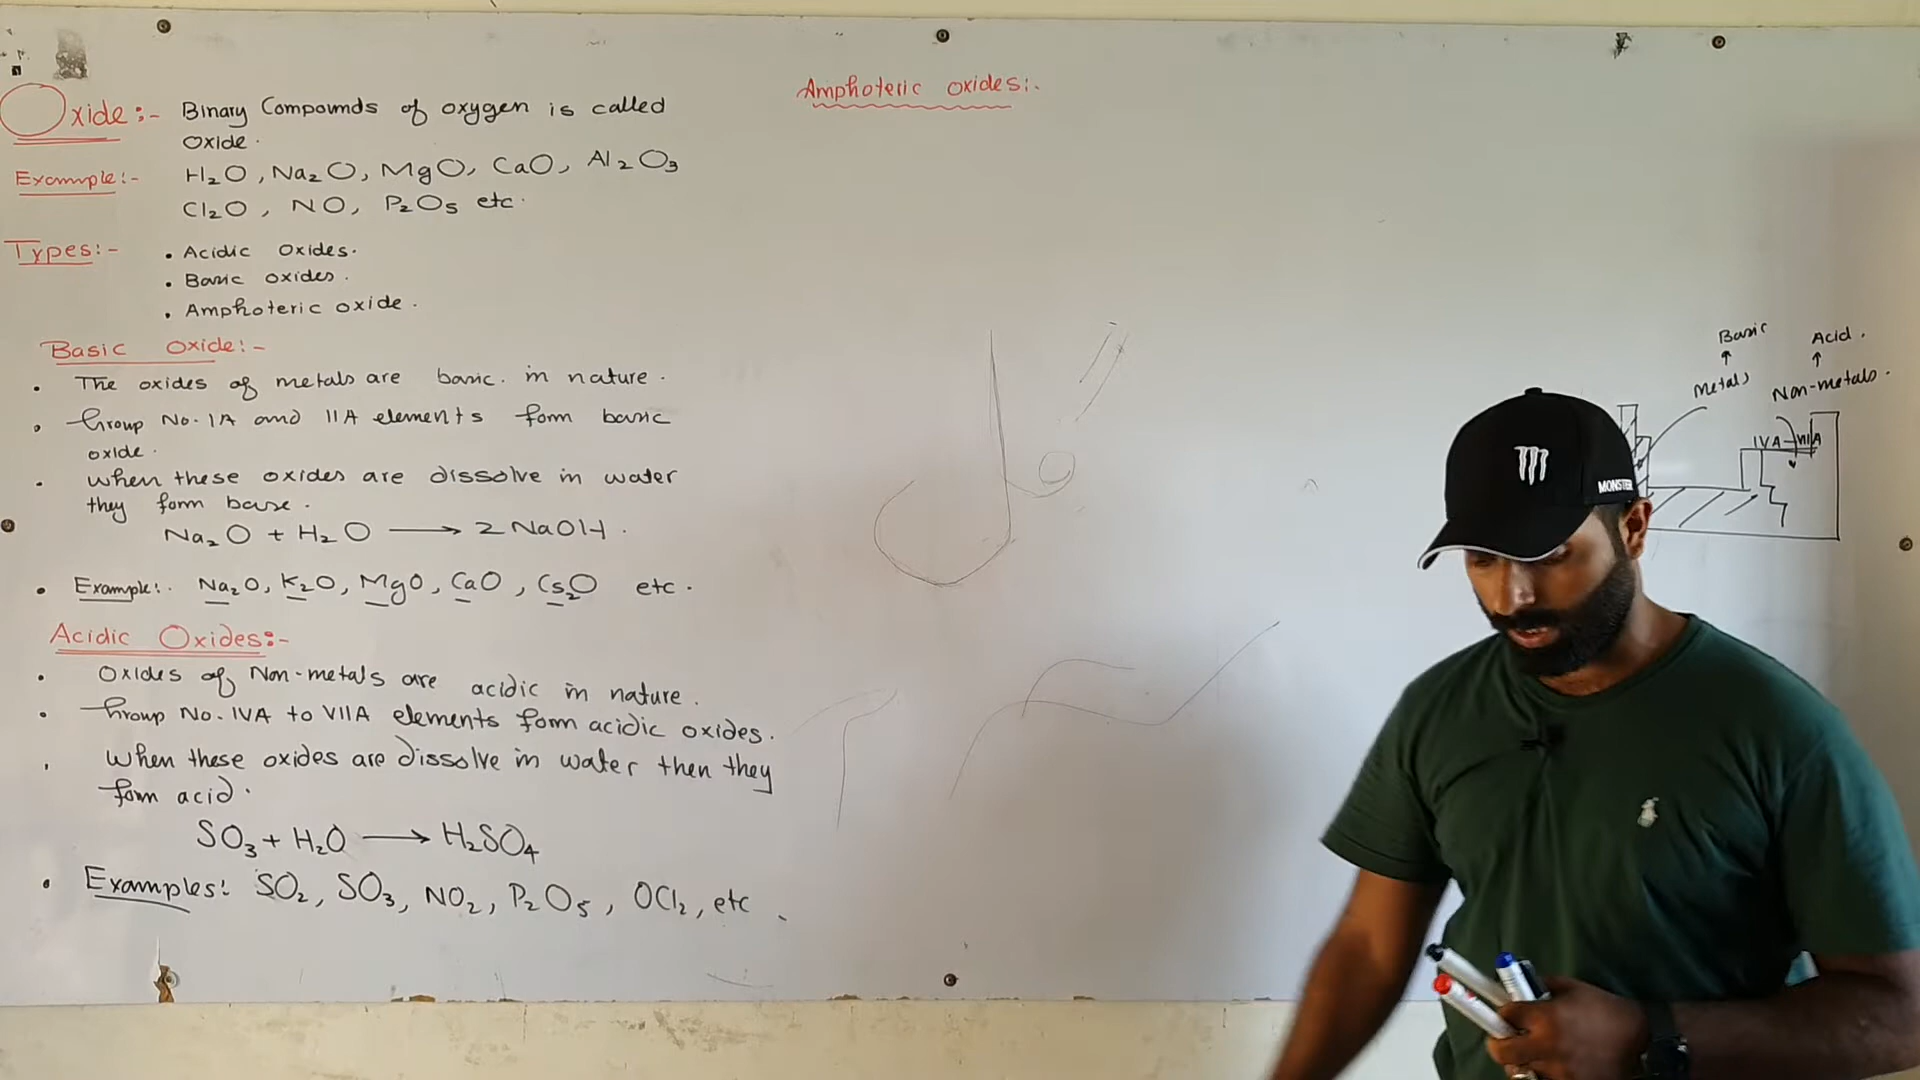 Oxide:- Binary Compounds of oxygen is called
oxide.
Example:- H₂O, Na₂O, MgO, CaO, Al₂O₃
Cl₂O, NO, P₂O₅ etc.
Types:- • Acidic Oxides.
• Basic oxides.
• Amphoteric oxide.
Basic Oxide:-
• The oxides of metals are basic. in nature.
• Group No. IA and IIA elements form basic
oxide.
• when these oxides are dissolve in water
they form base.
Na₂O + H₂O ⟶ 2 NaOH.
• Example:. Na₂O, K₂O, MgO, CaO, Cs₂O etc.
Acidic Oxides:-
• Oxides of Non-metals are acidic in nature.
• Group No. IVA to VIIA elements form acidic oxides.
• When these oxides are dissolve in water then they
form acid.
SO₃ + H₂O ⟶ H₂SO₄
• Examples: SO₂, SO₃, NO₂, P₂O₅, OCl₂, etc.
Amphoteric oxides:-
Basic Acid.
Metals Non-metals.
IVA-VIIA
MONSTER